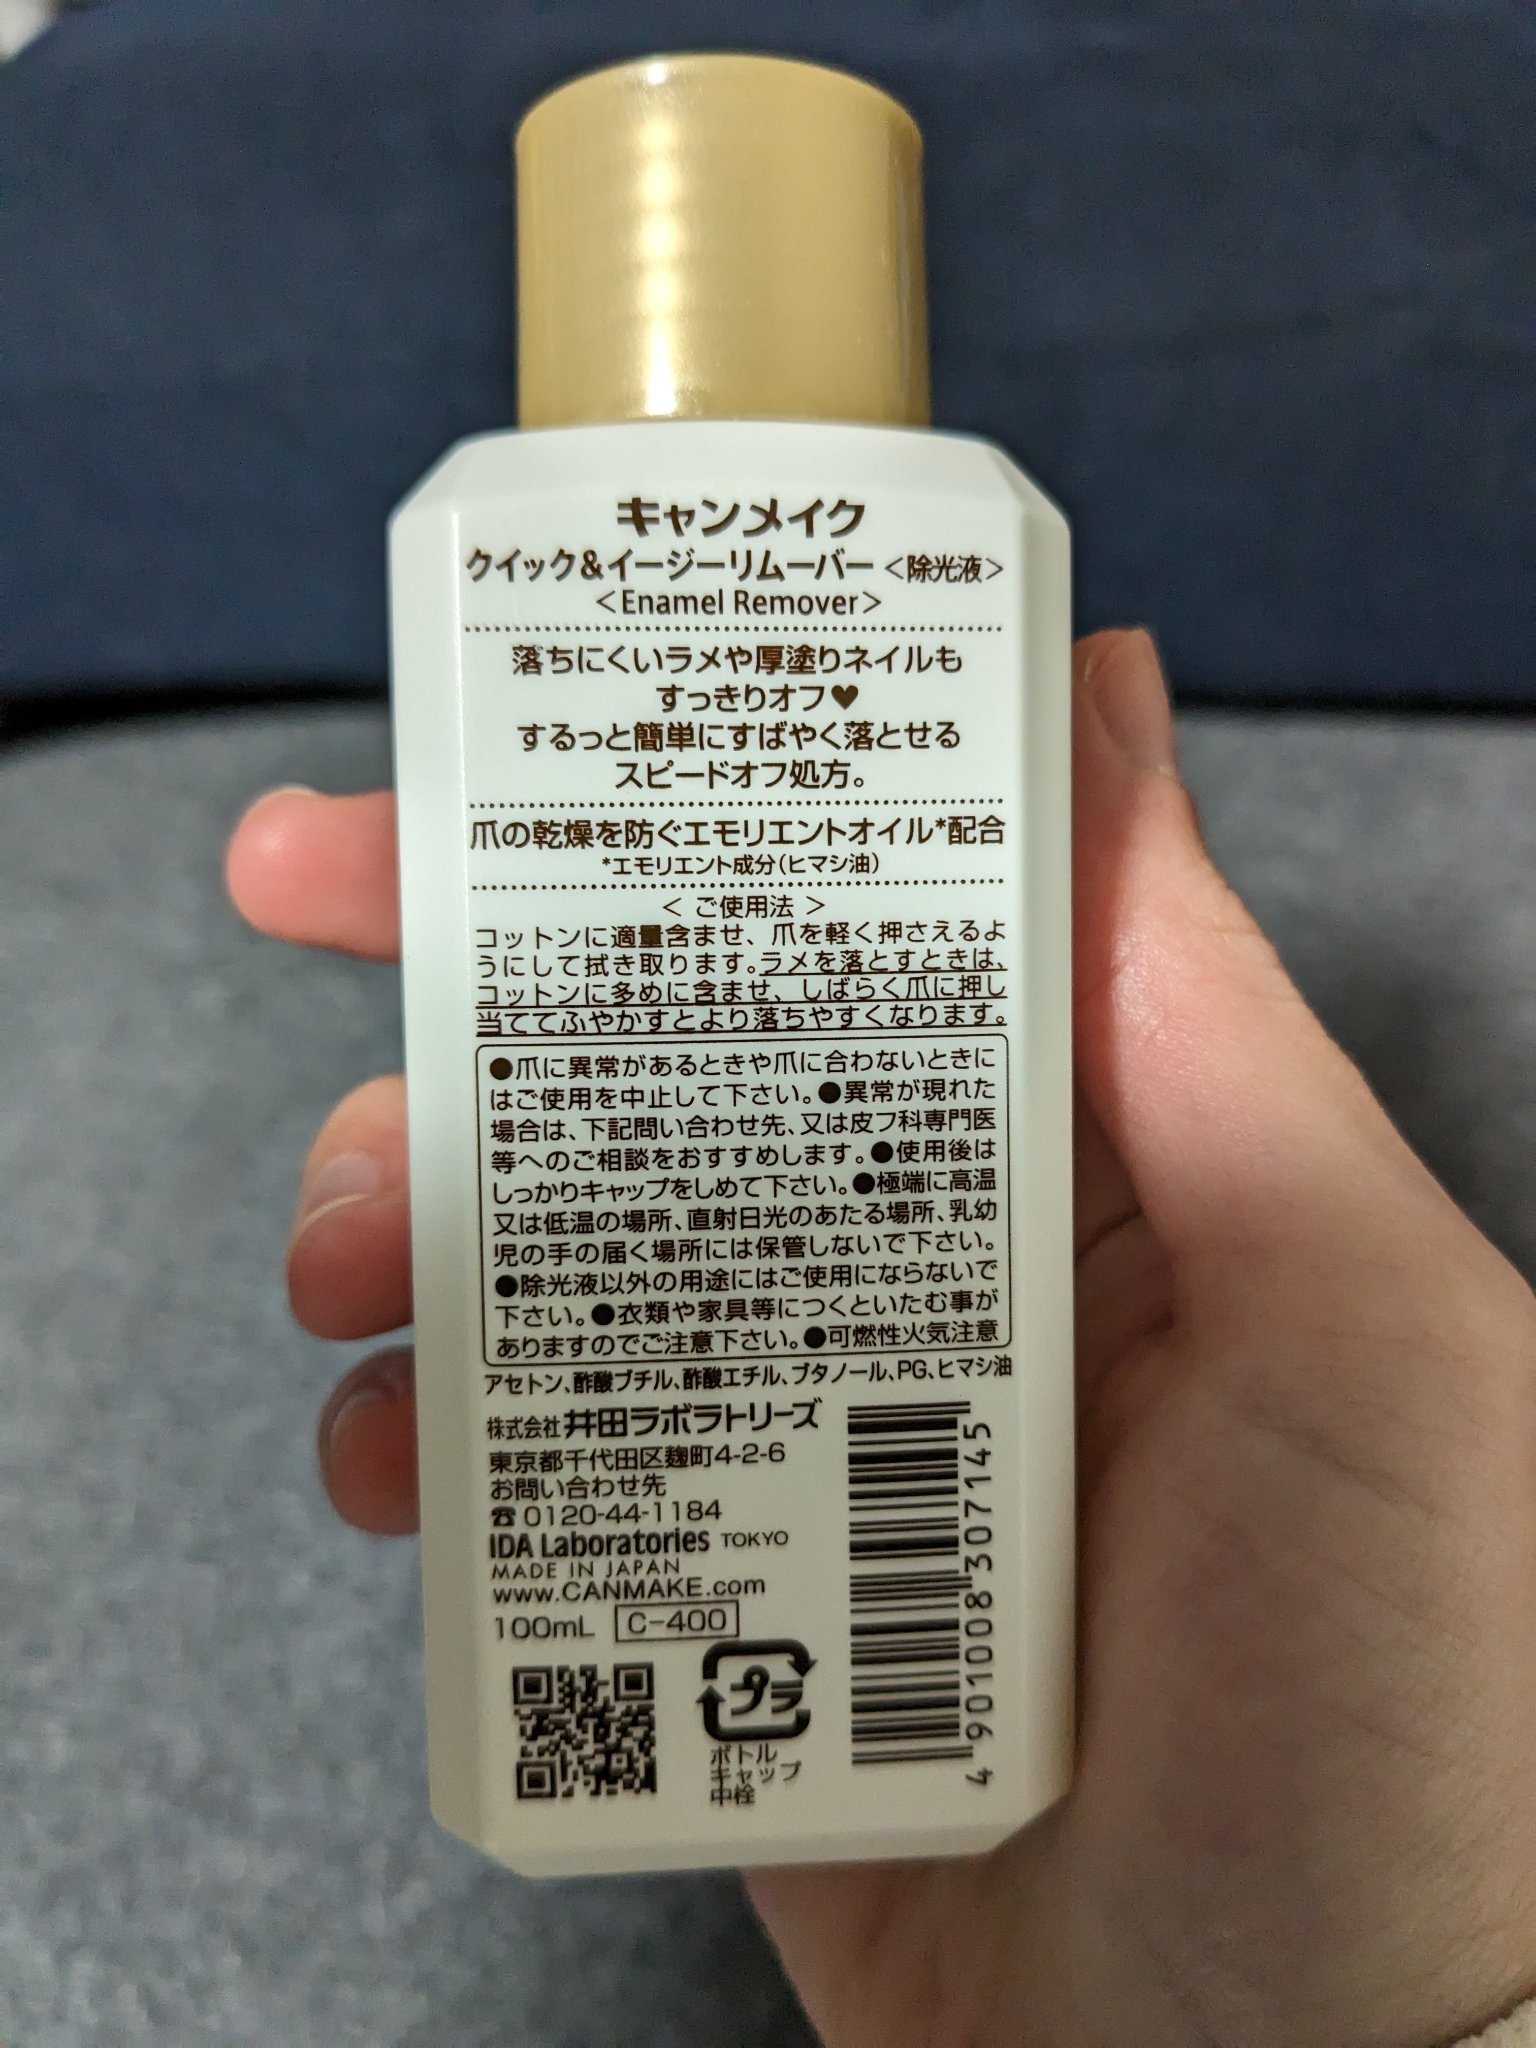 キャンメイク
クイック&イージーリムーバー<除光液>
<Enamel Remover>
落ちにくいラメや厚塗りネイルも
すっきりオフ♥
するっと簡単にすばやく落とせる
スピードオフ処方。
爪の乾燥を防ぐエモリエントオイル*配合
*エモリエント成分(ヒマシ油)
< ご使用法 >
コットンに適量含ませ、爪を軽く押さえるよ
うにして拭き取ります。ラメを落とすときは、
コットンに多めに含ませ、しばらく爪に押し
当ててふやかすとより落ちやすくなります。
●爪に異常があるときや爪に合わないときに
はご使用を中止して下さい。●異常が現れた
場合は、下記問い合わせ先、又は皮フ科専門医
等へのご相談をおすすめします。●使用後は
しっかりキャップをしめて下さい。●極端に高温
又は低温の場所、直射日光のあたる場所、乳幼
児の手の届く場所には保管しないで下さい。
●除光液以外の用途にはご使用にならないで
下さい。●衣類や家具等につくといたむ事が
ありますのでご注意下さい。●可燃性火気注意
アセトン、酢酸ブチル、酢酸エチル、ブタノール、PG、ヒマシ油
株式会社井田ラボラトリーズ
東京都千代田区麹町4-2-6
お問い合わせ先
☎0120-44-1184
IDA Laboratories TOKYO
MADE IN JAPAN
www.CANMAKE.com
100mL C-400
プラ
ボトル
キャップ
中栓
4 901008 307145